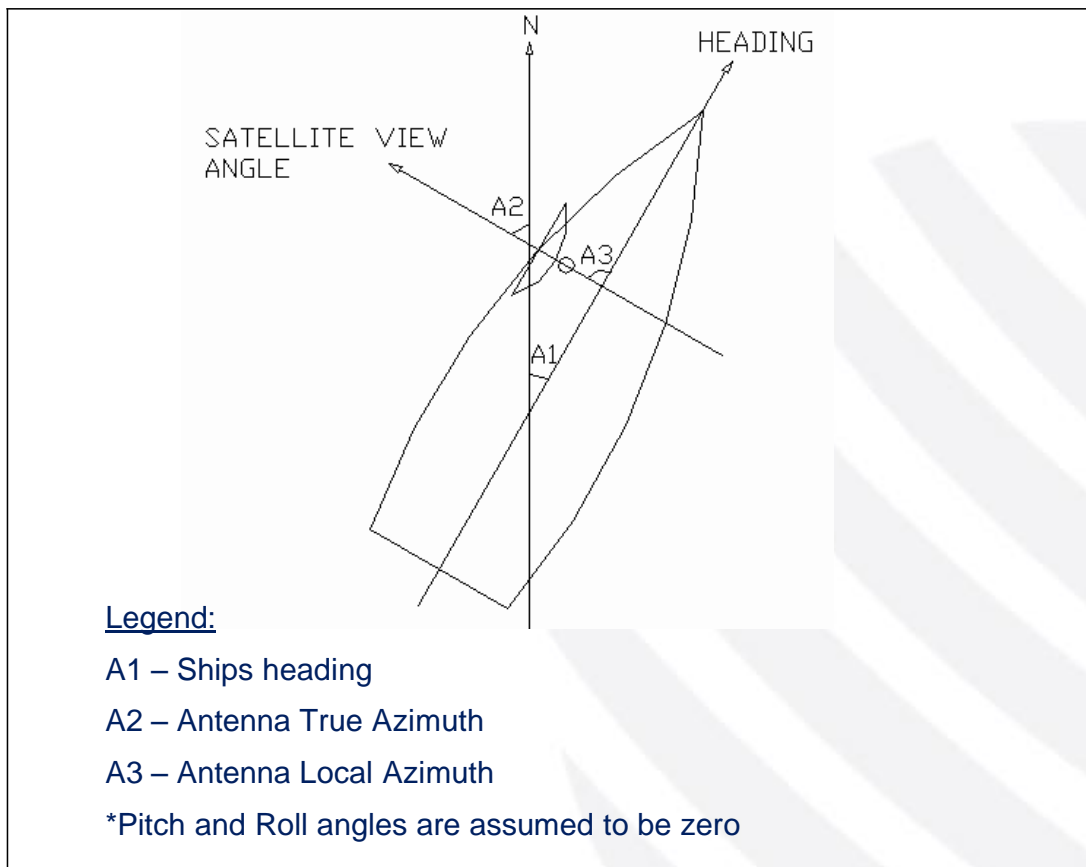 N
HEADING
SATELLITE VIEW
ANGLE
A2
A3
A1
Legend:
A1 – Ships heading
A2 – Antenna True Azimuth
A3 – Antenna Local Azimuth
*Pitch and Roll angles are assumed to be zero